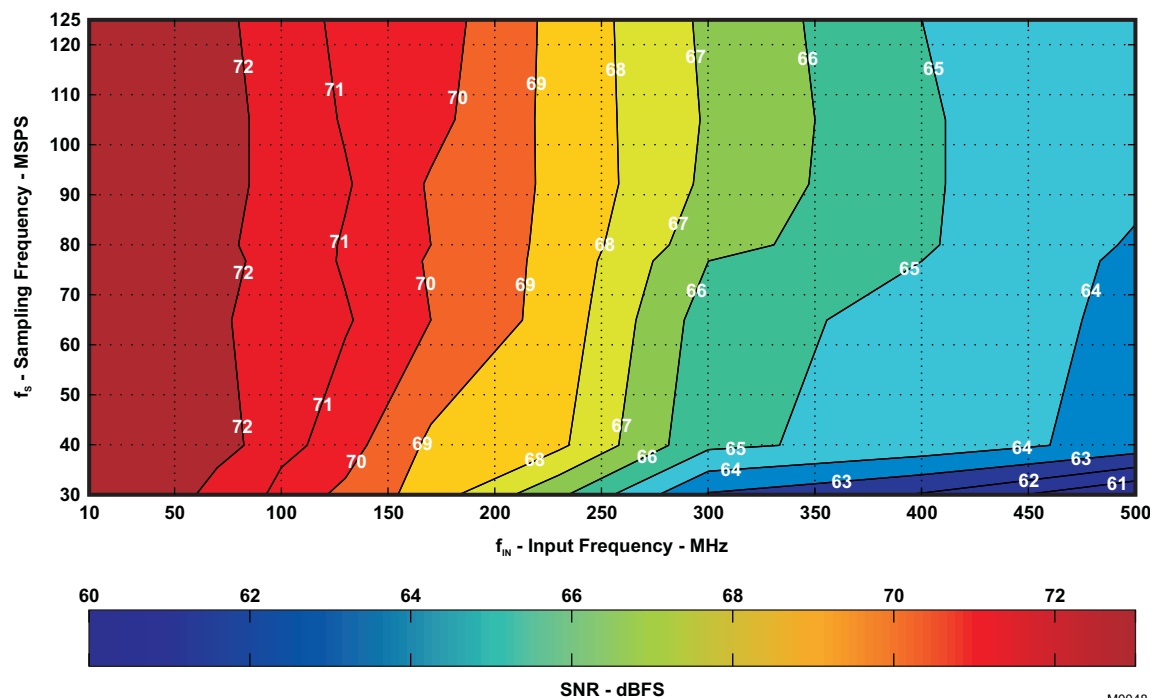 125
120
110
100
90
80
70
60
50
40
30
f_S - Sampling Frequency - MSPS
72 71 70 69 68 67 66 65
71 68 67
72 70 69 66 65 64
72 71 69 67
70 68 66 65 64 64 63
63 62 61
10 50 100 150 200 250 300 350 400 450 500
f_IN - Input Frequency - MHz
60 62 64 66 68 70 72
SNR - dBFS